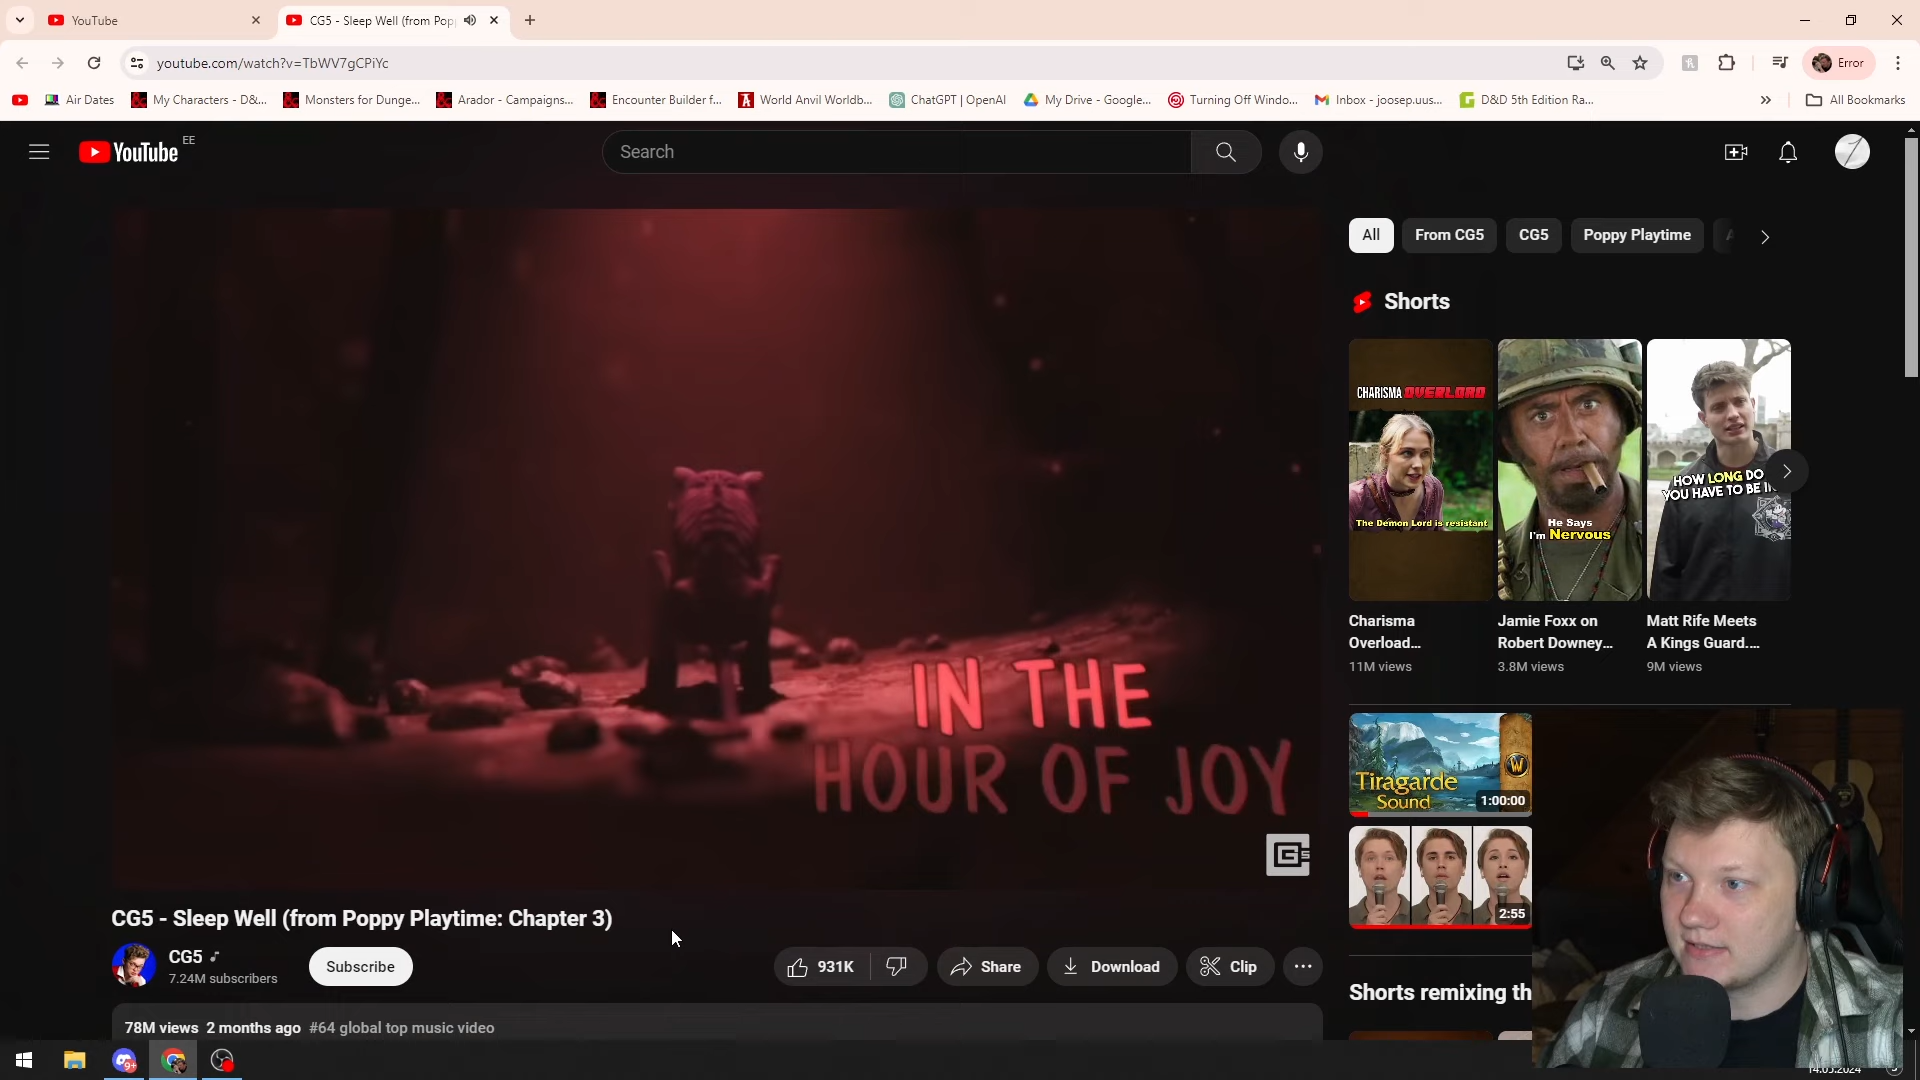 YouTube
CG5 - Sleep Well (from Pop
youtube.com/watch?v=TbWV7gCPiYc
Error
Air Dates
My Characters - D&...
Monsters for Dunge...
Arador - Campaigns...
Encounter Builder f...
World Anvil Worldb...
ChatGPT | OpenAI
My Drive - Google...
Turning Off Windo...
Inbox - joosep.uus...
D&D 5th Edition Ra...
All Bookmarks
YouTube EE
Search
All
From CG5
CG5
Poppy Playtime
Shorts
CHARISMA OVERLORD
The Demon Lord is resistant
He Says
I'm Nervous
HOW LONG DO
YOU HAVE TO BE I
Charisma
Overload...
11M views
Jamie Foxx on
Robert Downey...
3.8M views
Matt Rife Meets
A Kings Guard....
9M views
IN THE
HOUR OF JOY
Tiragarde
Sound
1:00:00
2:55
CG5 - Sleep Well (from Poppy Playtime: Chapter 3)
CG5
7.24M subscribers
Subscribe
931K
Share
Download
Clip
Shorts remixing th
78M views 2 months ago #64 global top music video
9+
14.05.2024